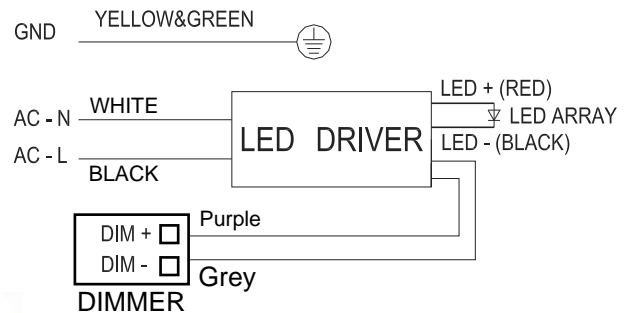 YELLOW&GREEN
GND
LED + (RED)
AC - N WHITE
LED ARRAY
LED DRIVER
LED - (BLACK)
AC - L
BLACK
Purple
DIM +
DIM -
Grey
DIMMER